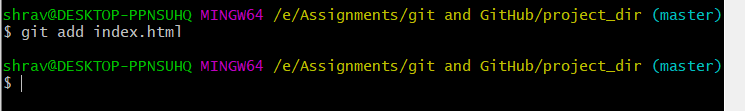 shrav@DESKTOP-PPNSUHQ MINGW64 /e/Assignments/git and GitHub/project_dir (master)
$ git add index.html
shrav@DESKTOP-PPNSUHQ MINGW64 /e/Assignments/git and GitHub/project_dir (master)
$